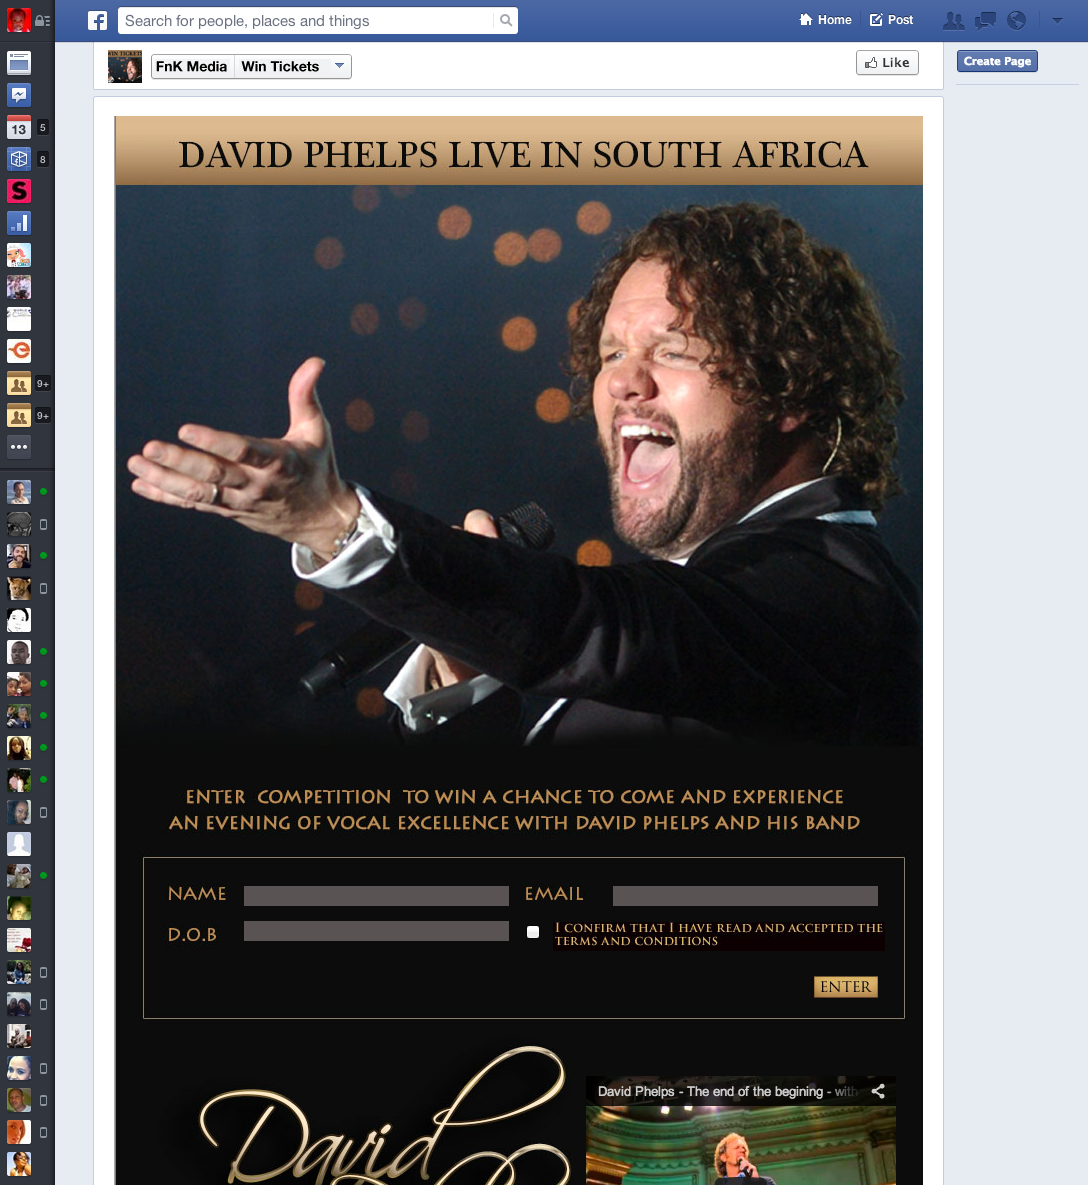 Search for people, places and things
Home
Post
FnK Media
Win Tickets
Like
Create Page
13
5
8
S
9+
9+
WIN TICKETS
DAVID PHELPS LIVE IN SOUTH AFRICA
ENTER COMPETITION TO WIN A CHANCE TO COME AND EXPERIENCE
AN EVENING OF VOCAL EXCELLENCE WITH DAVID PHELPS AND HIS BAND
NAME
EMAIL
D.O.B
I CONFIRM THAT I HAVE READ AND ACCEPTED THE
TERMS AND CONDITIONS
ENTER
David
David Phelps - The end of the begining - with